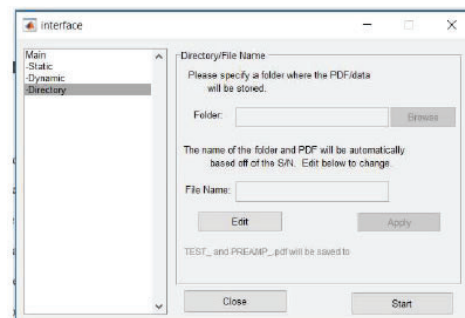 interface
Main
-Static
-Dynamic
-Directory
Directory/File Name
Please specify a folder where the PDF/data
will be stored.
Folder:
Browse
The name of the folder and PDF will be automatically
based off of the S/N. Edit below to change.
File Name:
Edit
Apply
TEST_ and PREAMP_.pdf will be saved to
Close
Start